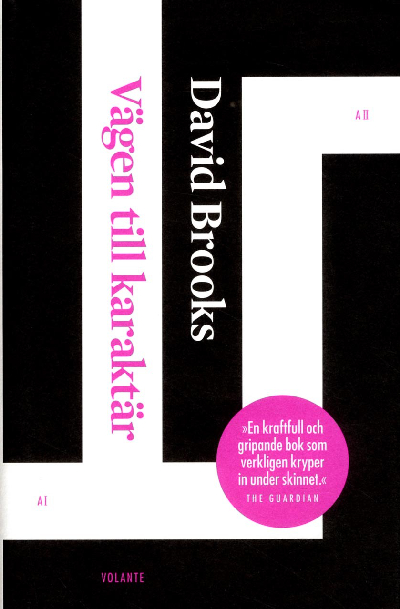 David Brooks
Vägen till karaktär
A II
»En kraftfull och
gripande bok som
verkligen kryper
in under skinnet.«
THE GUARDIAN
A I
VOLANTE